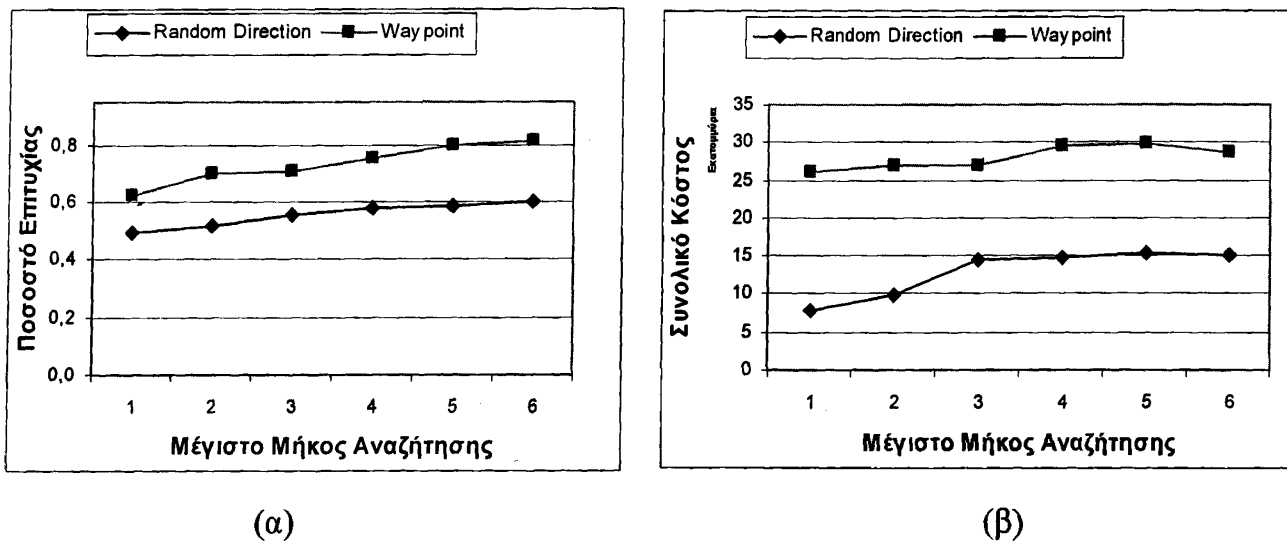 Random Direction Way point
Ποσοστό Επιτυχίας
0,8
0,6
0,4
0,2
0,0
1 2 3 4 5 6
Μέγιστο Μήκος Αναζήτησης
(α)
Random Direction Way point
Συνολικό Κόστος
Εκατομμύρια
35
30
25
20
15
10
5
0
1 2 3 4 5 6
Μέγιστο Μήκος Αναζήτησης
(β)